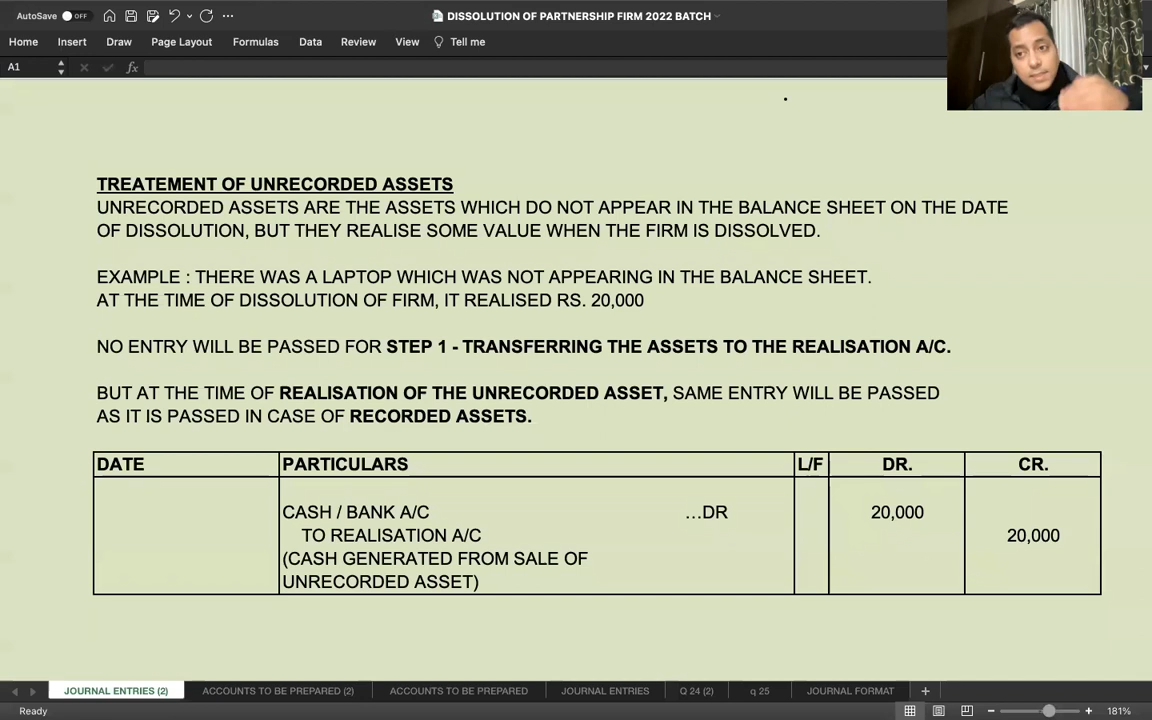 AutoSave OFF
DISSOLUTION OF PARTNERSHIP FIRM 2022 BATCH
Home Insert Draw Page Layout Formulas Data Review View Tell me
A1 fx
TREATEMENT OF UNRECORDED ASSETS
UNRECORDED ASSETS ARE THE ASSETS WHICH DO NOT APPEAR IN THE BALANCE SHEET ON THE DATE
OF DISSOLUTION, BUT THEY REALISE SOME VALUE WHEN THE FIRM IS DISSOLVED.
EXAMPLE : THERE WAS A LAPTOP WHICH WAS NOT APPEARING IN THE BALANCE SHEET.
AT THE TIME OF DISSOLUTION OF FIRM, IT REALISED RS. 20,000
NO ENTRY WILL BE PASSED FOR STEP 1 - TRANSFERRING THE ASSETS TO THE REALISATION A/C.
BUT AT THE TIME OF REALISATION OF THE UNRECORDED ASSET, SAME ENTRY WILL BE PASSED
AS IT IS PASSED IN CASE OF RECORDED ASSETS.
DATE PARTICULARS L/F DR. CR.
CASH / BANK A/C ...DR 20,000
TO REALISATION A/C 20,000
(CASH GENERATED FROM SALE OF
UNRECORDED ASSET)
JOURNAL ENTRIES (2) ACCOUNTS TO BE PREPARED (2) ACCOUNTS TO BE PREPARED JOURNAL ENTRIES Q 24 (2) q 25 JOURNAL FORMAT +
Ready 181%